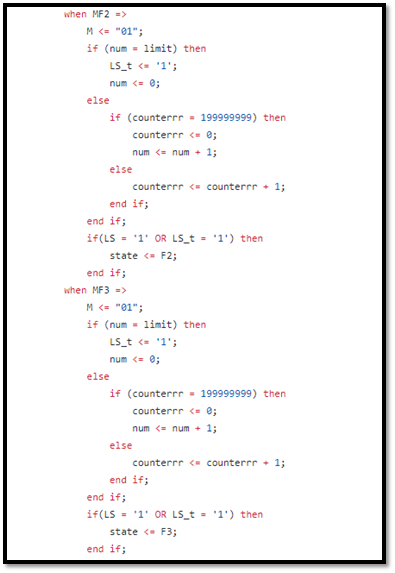 when MF2 =>
M <= "01";
if (num = limit) then
LS_t <= '1';
num <= 0;
else
if (counterrr = 199999999) then
counterrr <= 0;
num <= num + 1;
else
counterrr <= counterrr + 1;
end if;
end if;
if(LS = '1' OR LS_t = '1') then
state <= F2;
end if;
when MF3 =>
M <= "01";
if (num = limit) then
LS_t <= '1';
num <= 0;
else
if (counterrr = 199999999) then
counterrr <= 0;
num <= num + 1;
else
counterrr <= counterrr + 1;
end if;
end if;
if(LS = '1' OR LS_t = '1') then
state <= F3;
end if;